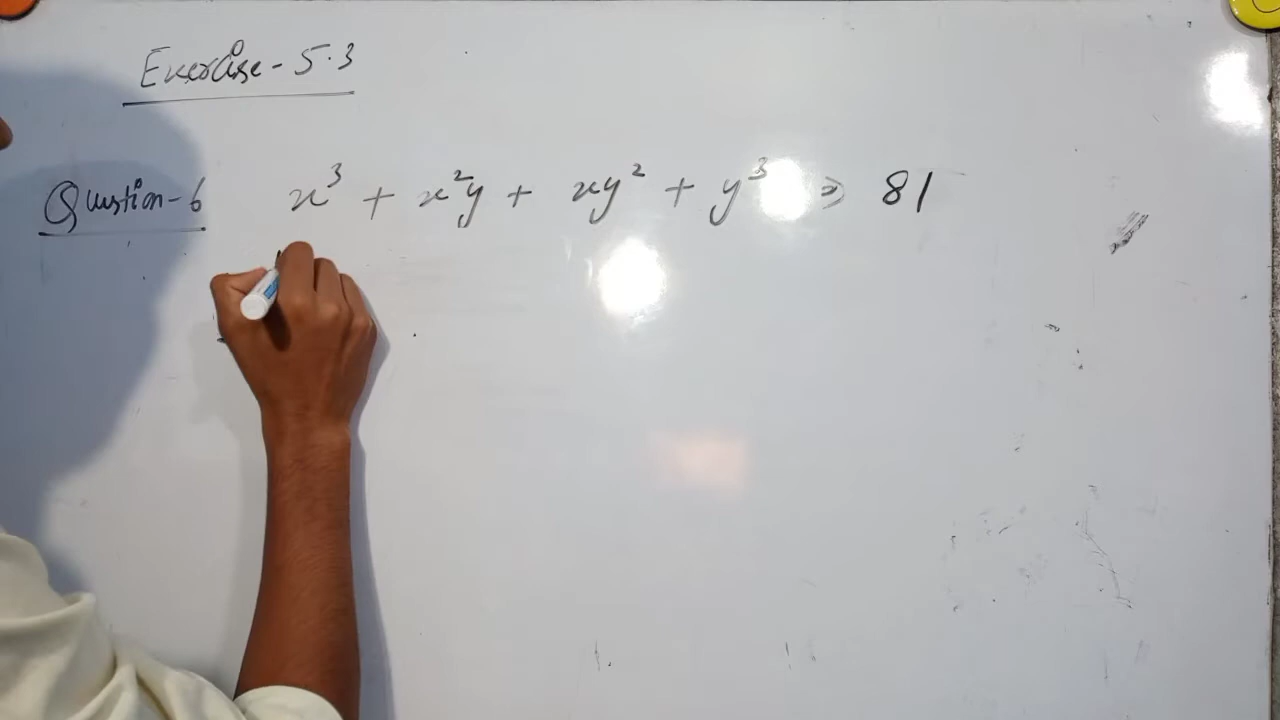 Exercise - 5.3
Question - 6 x³ + x²y + xy² + y³ = 81